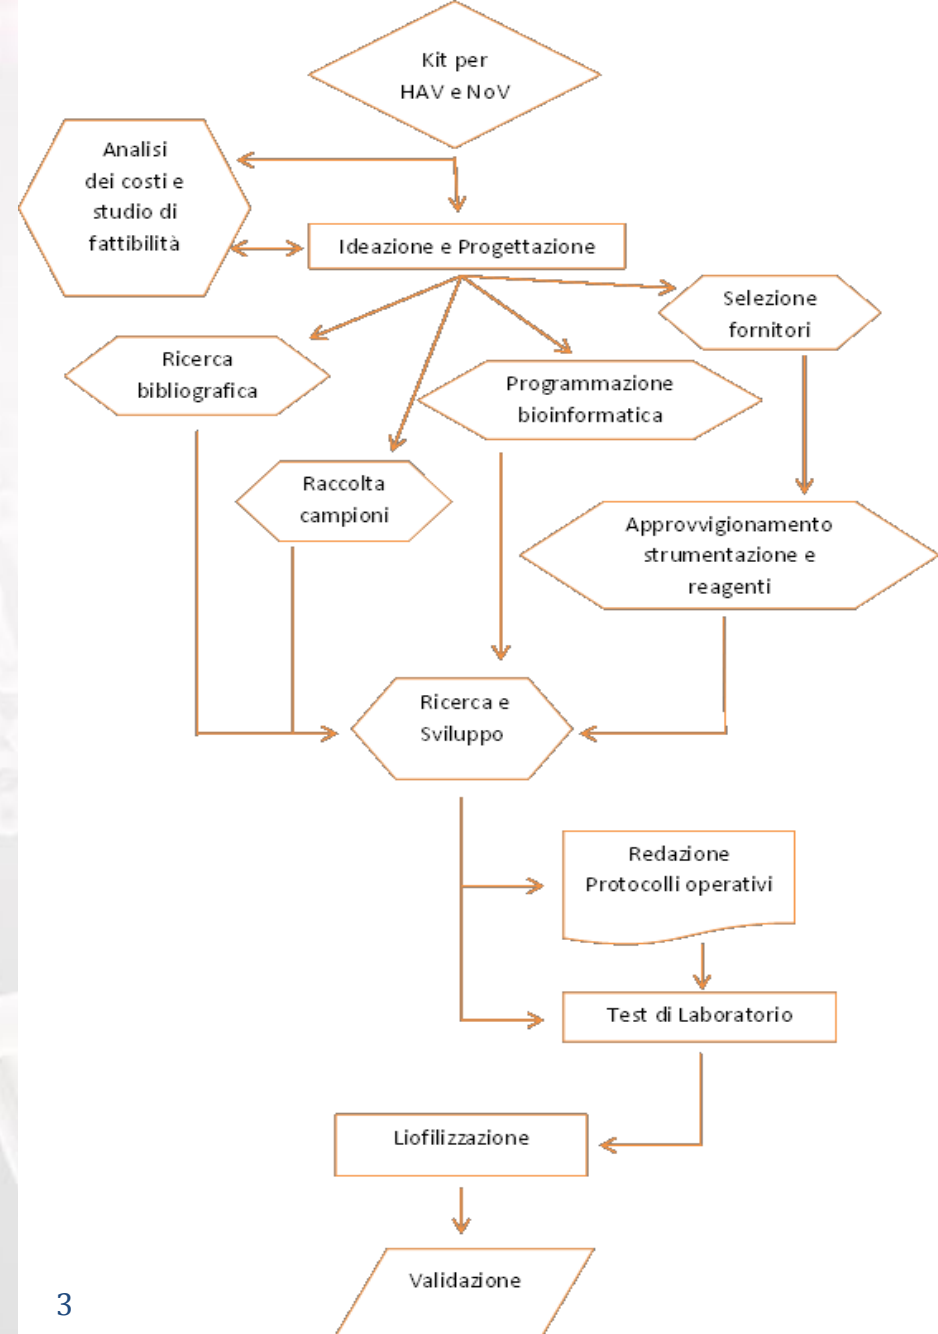 Kit per
HAV e NoV
Analisi
dei costi e
studio di
fattibilità
Ideazione e Progettazione
Selezione
fornitori
Ricerca
bibliografica
Programmazione
bioinformatica
Raccolta
campioni
Approvvigionamento
strumentazione e
reagenti
Ricerca e
Sviluppo
Redazione
Protocolli operativi
Test di Laboratorio
Liofilizzazione
Validazione
3